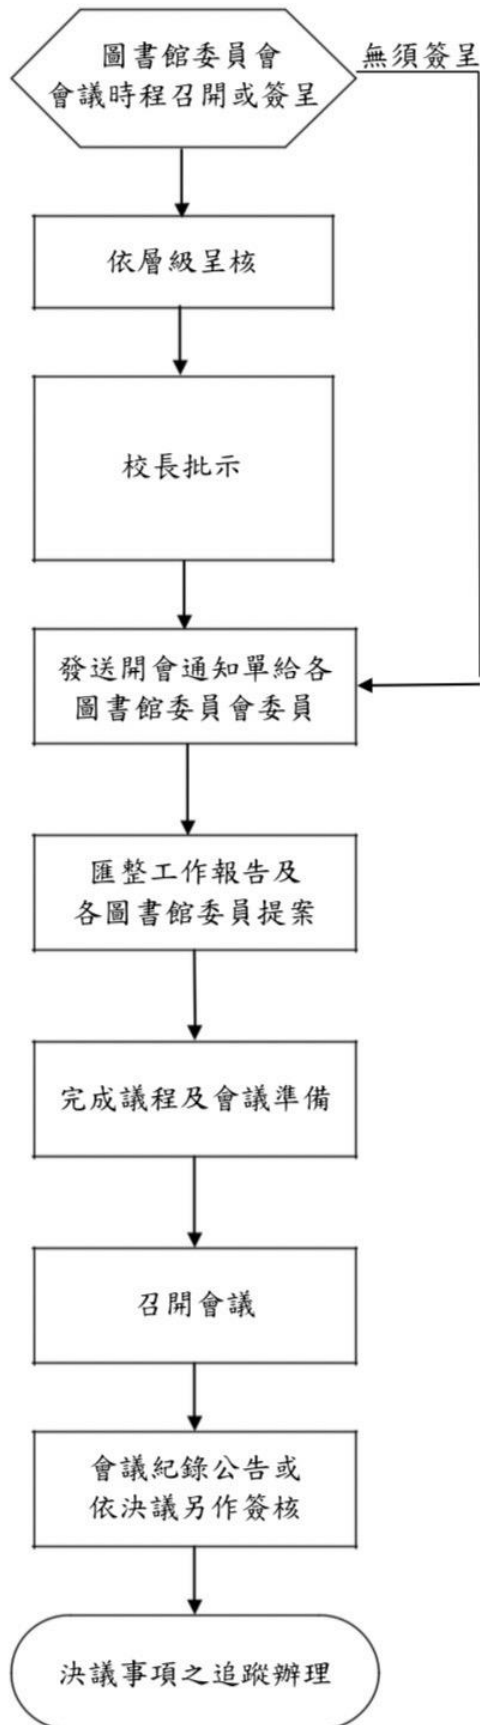 圖書館委員會
會議時程召開或簽呈
無須簽呈
依層級呈核
校長批示
發送開會通知單給各
圖書館委員會委員
匯整工作報告及
各圖書館委員提案
完成議程及會議準備
召開會議
會議紀錄公告或
依決議另作簽核
決議事項之追蹤辦理